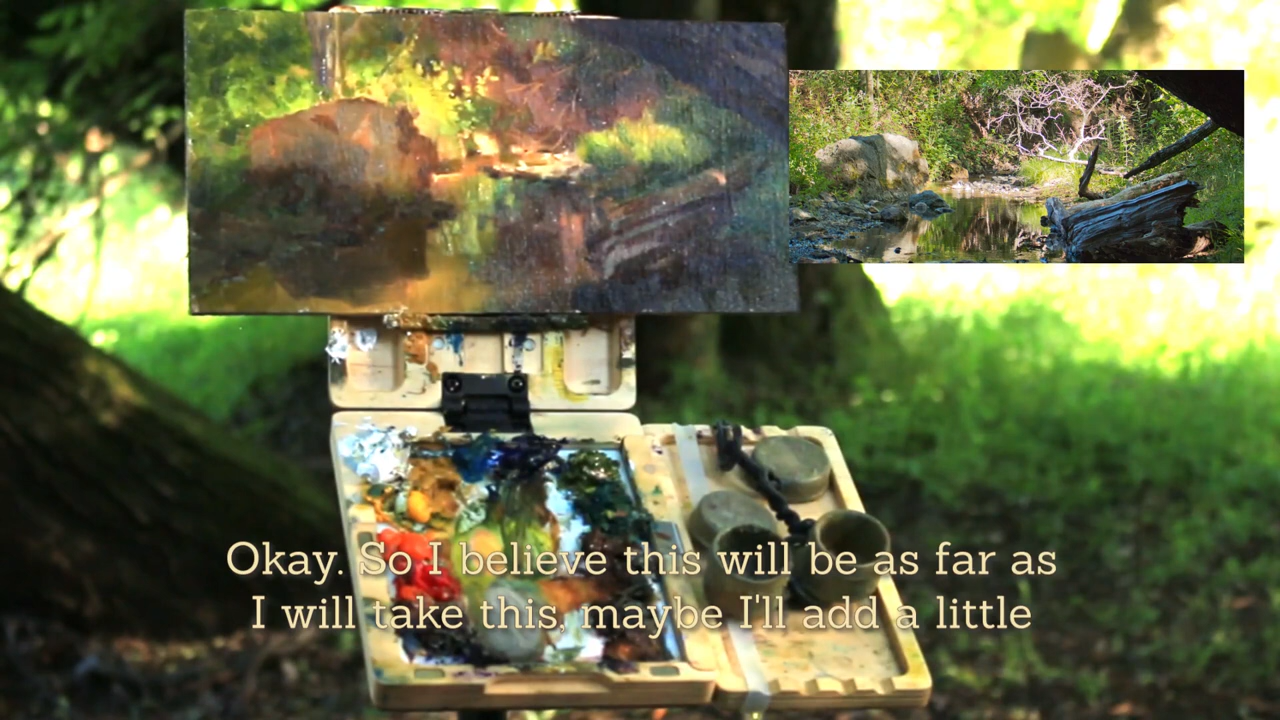 Okay. So I believe this will be as far as
I will take this, maybe I'll add a little